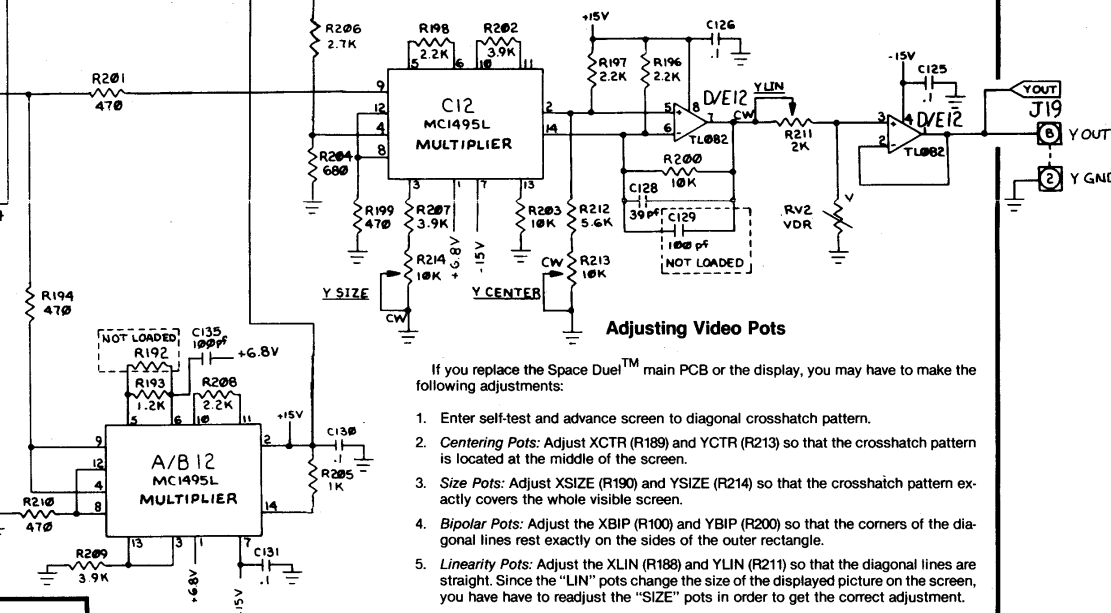 R206
2.7K
R201
470
R198
2.2K
R202
3.9K
5 6 10 11
9
12
4
8
C12
MC1495L
MULTIPLIER
2
14
3 1 7 13
R204
680
R199
470
R207
3.9K
R214
10K
Y SIZE
CW
+6.8V
-15V
R203
10K
R212
5.6K
CW
R213
10K
Y CENTER
+15V
R197
2.2K
R196
2.2K
C126
.1
5
+
6
-
8
7
D/E12
TL082
R200
10K
C128
39 pf
C129
100 pf
NOT LOADED
YLIN
CW
R211
2K
RV2
VDR
V
-15V
C125
.1
3
+
2
-
4
1
D/E12
TL082
YOUT
J19
8 Y OUT
2 Y GND
R194
470
NOT LOADED
R192
R193
1.2K
C135
100pf
+6.8V
R208
2.2K
5 6 10 11
9
12
4
8
A/B 12
MC1495L
MULTIPLIER
2
14
13 3 1 7
+15V
C130
.1
R205
1K
R210
470
R209
3.9K
+6.8V
15V
C131
.1
Adjusting Video Pots
If you replace the Space Duel™ main PCB or the display, you may have to make the
following adjustments:
1. Enter self-test and advance screen to diagonal crosshatch pattern.
2. Centering Pots: Adjust XCTR (R189) and YCTR (R213) so that the crosshatch pattern
is located at the middle of the screen.
3. Size Pots: Adjust XSIZE (R190) and YSIZE (R214) so that the crosshatch pattern ex-
actly covers the whole visible screen.
4. Bipolar Pots: Adjust the XBIP (R100) and YBIP (R200) so that the corners of the dia-
gonal lines rest exactly on the sides of the outer rectangle.
5. Linearity Pots: Adjust the XLIN (R188) and YLIN (R211) so that the diagonal lines are
straight. Since the “LIN” pots change the size of the displayed picture on the screen,
you have have to readjust the “SIZE” pots in order to get the correct adjustment.